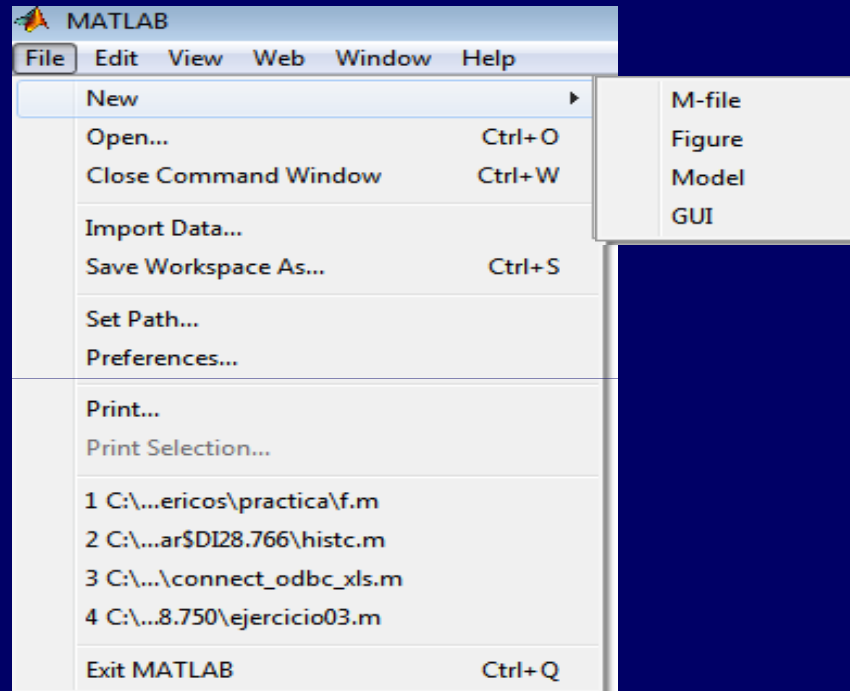 MATLAB
File Edit View Web Window Help
New
M-file
Figure
Model
GUI
Open... Ctrl+O
Close Command Window Ctrl+W
Import Data...
Save Workspace As... Ctrl+S
Set Path...
Preferences...
Print...
Print Selection...
1 C:\...ericos\practica\f.m
2 C:\...ar$DI28.766\histc.m
3 C:\...\connect_odbc_xls.m
4 C:\...8.750\ejercicio03.m
Exit MATLAB Ctrl+Q